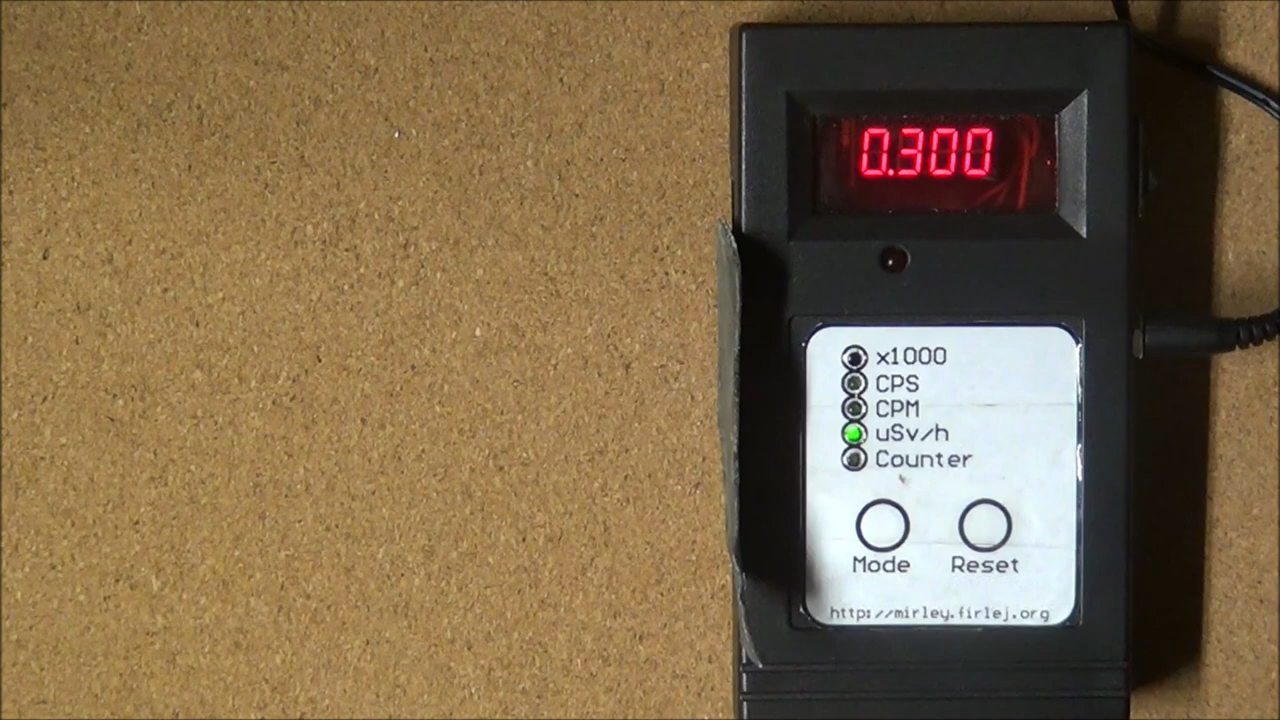 0.300
x1000
CPS
CPM
uSv/h
Counter
Mode Reset
http://mirley.firlej.org